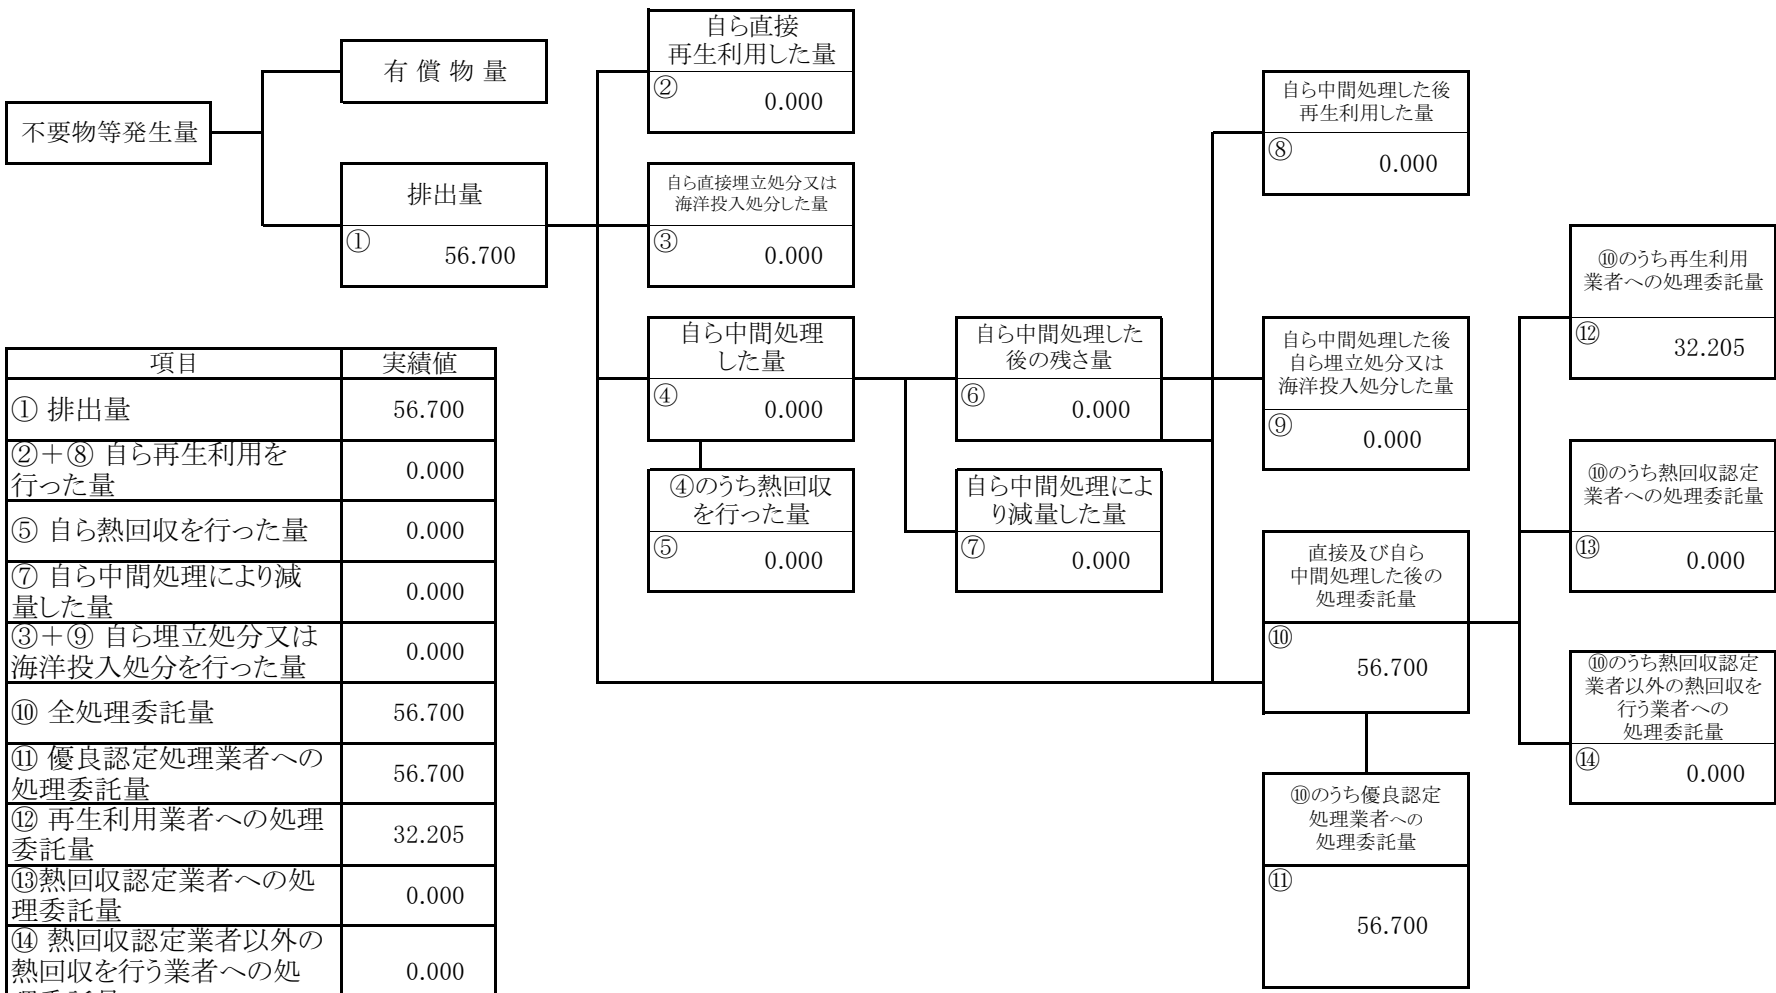 不要物等発生量
有 償 物 量
排出量
①
56.700
自ら直接
再生利用した量
②
0.000
自ら直接埋立処分又は
海洋投入処分した量
③
0.000
自ら中間処理
した量
④
0.000
④のうち熱回収
を行った量
⑤
0.000
自ら中間処理した
後の残さ量
⑥
0.000
自ら中間処理によ
り減量した量
⑦
0.000
自ら中間処理した後
再生利用した量
⑧
0.000
自ら中間処理した後
自ら埋立処分又は
海洋投入処分した量
⑨
0.000
直接及び自ら
中間処理した後の
処理委託量
⑩
56.700
⑩のうち優良認定
処理業者への
処理委託量
⑪
56.700
⑩のうち再生利用
業者への処理委託量
⑫
32.205
⑩のうち熱回収認定
業者への処理委託量
⑬
0.000
⑩のうち熱回収認定
業者以外の熱回収を
行う業者への
処理委託量
⑭
0.000
項目 実績値
① 排出量 56.700
②＋⑧ 自ら再生利用を
行った量 0.000
⑤ 自ら熱回収を行った量 0.000
⑦ 自ら中間処理により減
量した量 0.000
③＋⑨ 自ら埋立処分又は
海洋投入処分を行った量 0.000
⑩ 全処理委託量 56.700
⑪ 優良認定処理業者への
処理委託量 56.700
⑫ 再生利用業者への処理
委託量 32.205
⑬熱回収認定業者への処
理委託量 0.000
⑭ 熱回収認定業者以外の
熱回収を行う業者への処 0.000